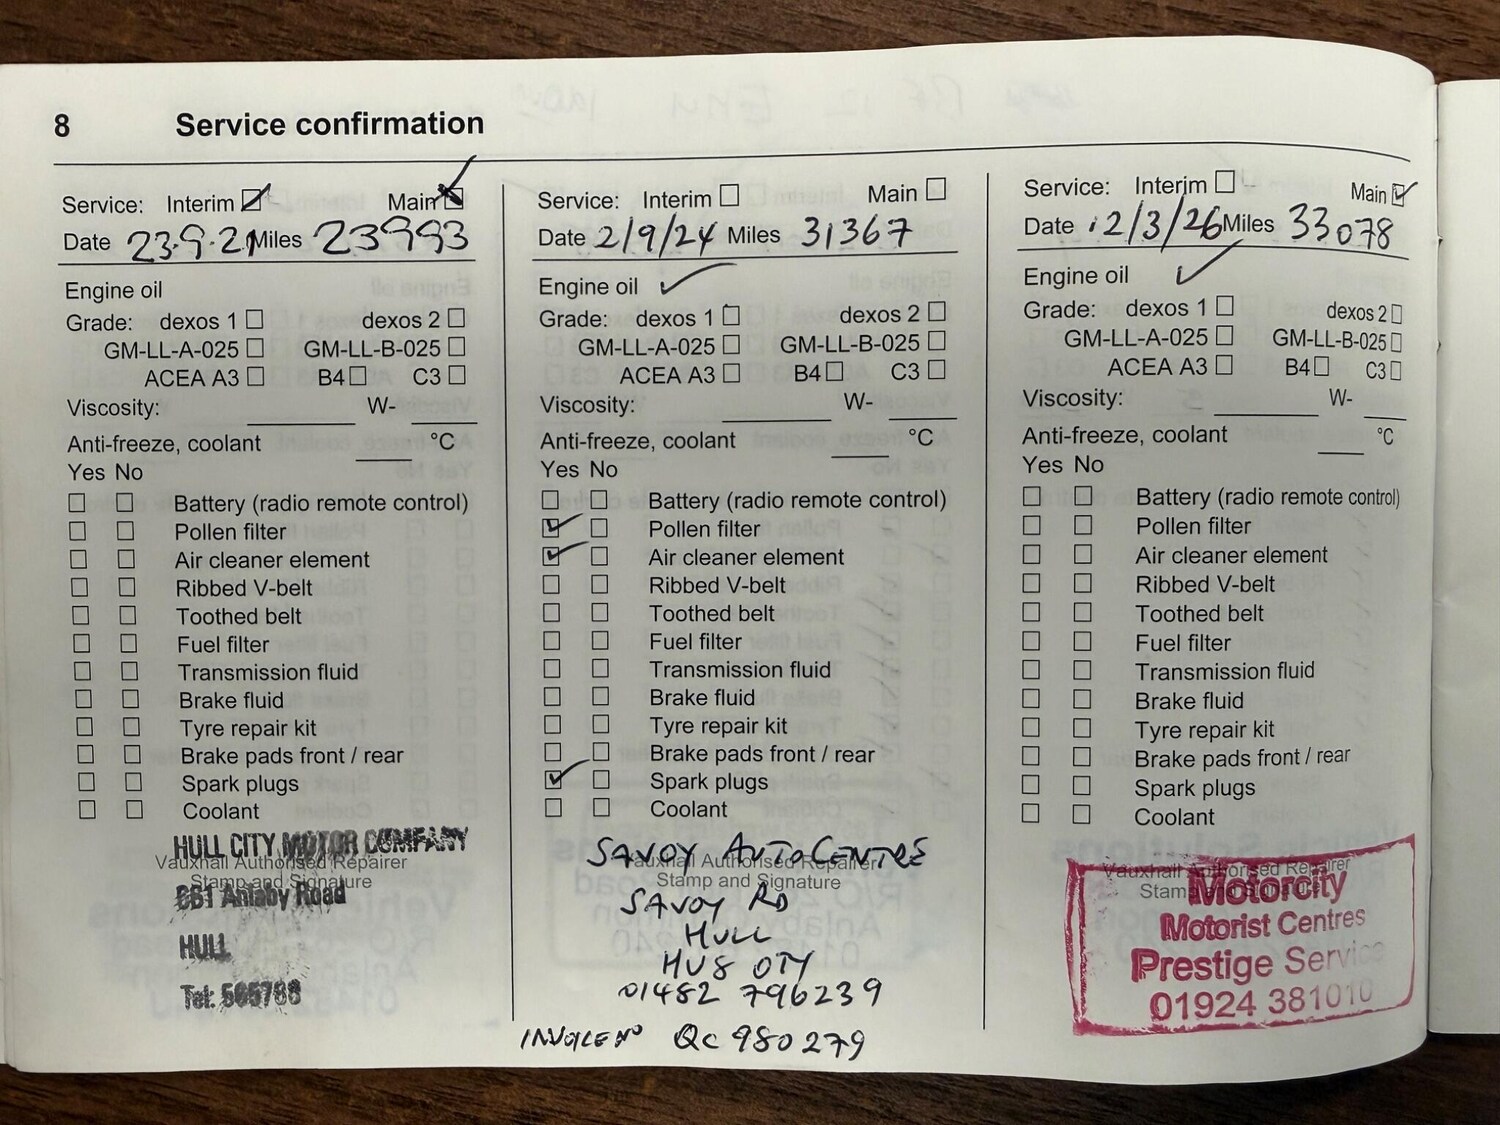 8 Service confirmation
Service: Interim Main
Date 23.9.21 Miles 23993
Engine oil
Grade: dexos 1 dexos 2
GM-LL-A-025 GM-LL-B-025
ACEA A3 B4 C3
Viscosity: W-
Anti-freeze, coolant °C
Yes No
Battery (radio remote control)
Pollen filter
Air cleaner element
Ribbed V-belt
Toothed belt
Fuel filter
Transmission fluid
Brake fluid
Tyre repair kit
Brake pads front / rear
Spark plugs
Coolant
HULL CITY MOTOR COMPANY
Vauxhall Authorised Repairer
Stamp and Signature
Anlaby Road
HULL
Tel:
Service: Interim Main
Date 2/9/24 Miles 31367
Engine oil
Grade: dexos 1 dexos 2
GM-LL-A-025 GM-LL-B-025
ACEA A3 B4 C3
Viscosity: W-
Anti-freeze, coolant °C
Yes No
Battery (radio remote control)
Pollen filter
Air cleaner element
Ribbed V-belt
Toothed belt
Fuel filter
Transmission fluid
Brake fluid
Tyre repair kit
Brake pads front / rear
Spark plugs
Coolant
SAVOY AUTOCENTRE
Vauxhall Authorised Repairer
Stamp and Signature
SAVOY RD
HULL
HU8 0TY
01482 796239
INVOICE NO QC 980279
Service: Interim Main
Date 12/3/26 Miles 33078
Engine oil
Grade: dexos 1 dexos 2
GM-LL-A-025 GM-LL-B-025
ACEA A3 B4 C3
Viscosity: W-
Anti-freeze, coolant °C
Yes No
Battery (radio remote control)
Pollen filter
Air cleaner element
Ribbed V-belt
Toothed belt
Fuel filter
Transmission fluid
Brake fluid
Tyre repair kit
Brake pads front / rear
Spark plugs
Coolant
Vauxhall Authorised Repairer
Stamp and Signature
Motorcity
Motorist Centres
Prestige Service
01924 381010